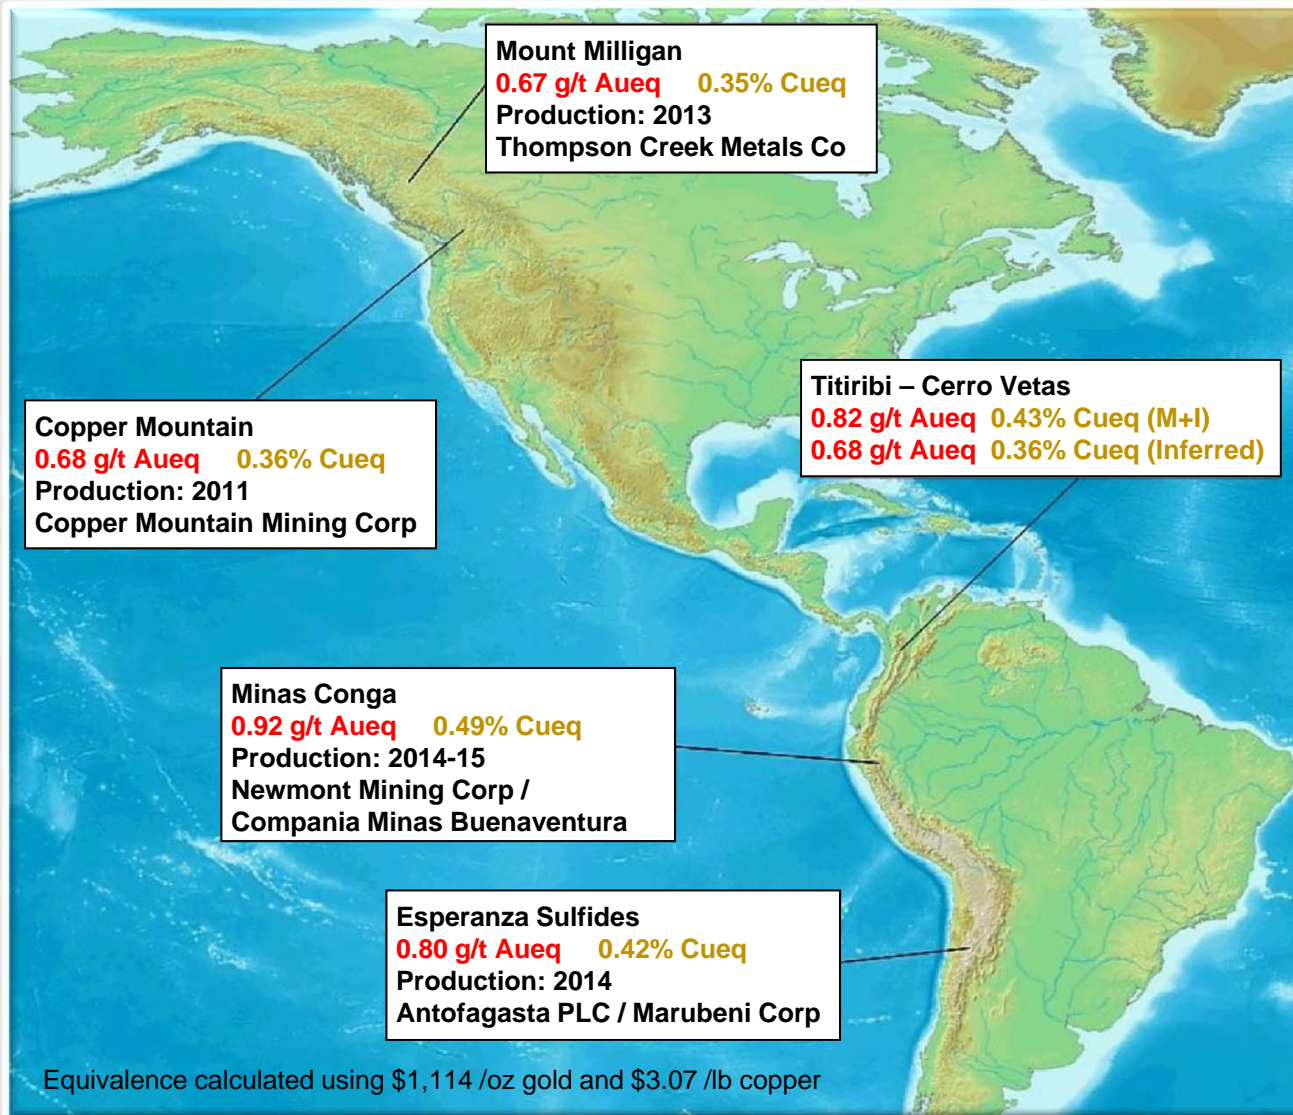 Mount Milligan
0.67 g/t Aueq 0.35% Cueq
Production: 2013
Thompson Creek Metals Co
Titiribi – Cerro Vetas
0.82 g/t Aueq 0.43% Cueq (M+I)
0.68 g/t Aueq 0.36% Cueq (Inferred)
Copper Mountain
0.68 g/t Aueq 0.36% Cueq
Production: 2011
Copper Mountain Mining Corp
Minas Conga
0.92 g/t Aueq 0.49% Cueq
Production: 2014-15
Newmont Mining Corp /
Compania Minas Buenaventura
Esperanza Sulfides
0.80 g/t Aueq 0.42% Cueq
Production: 2014
Antofagasta PLC / Marubeni Corp
Equivalence calculated using $1,114 /oz gold and $3.07 /lb copper